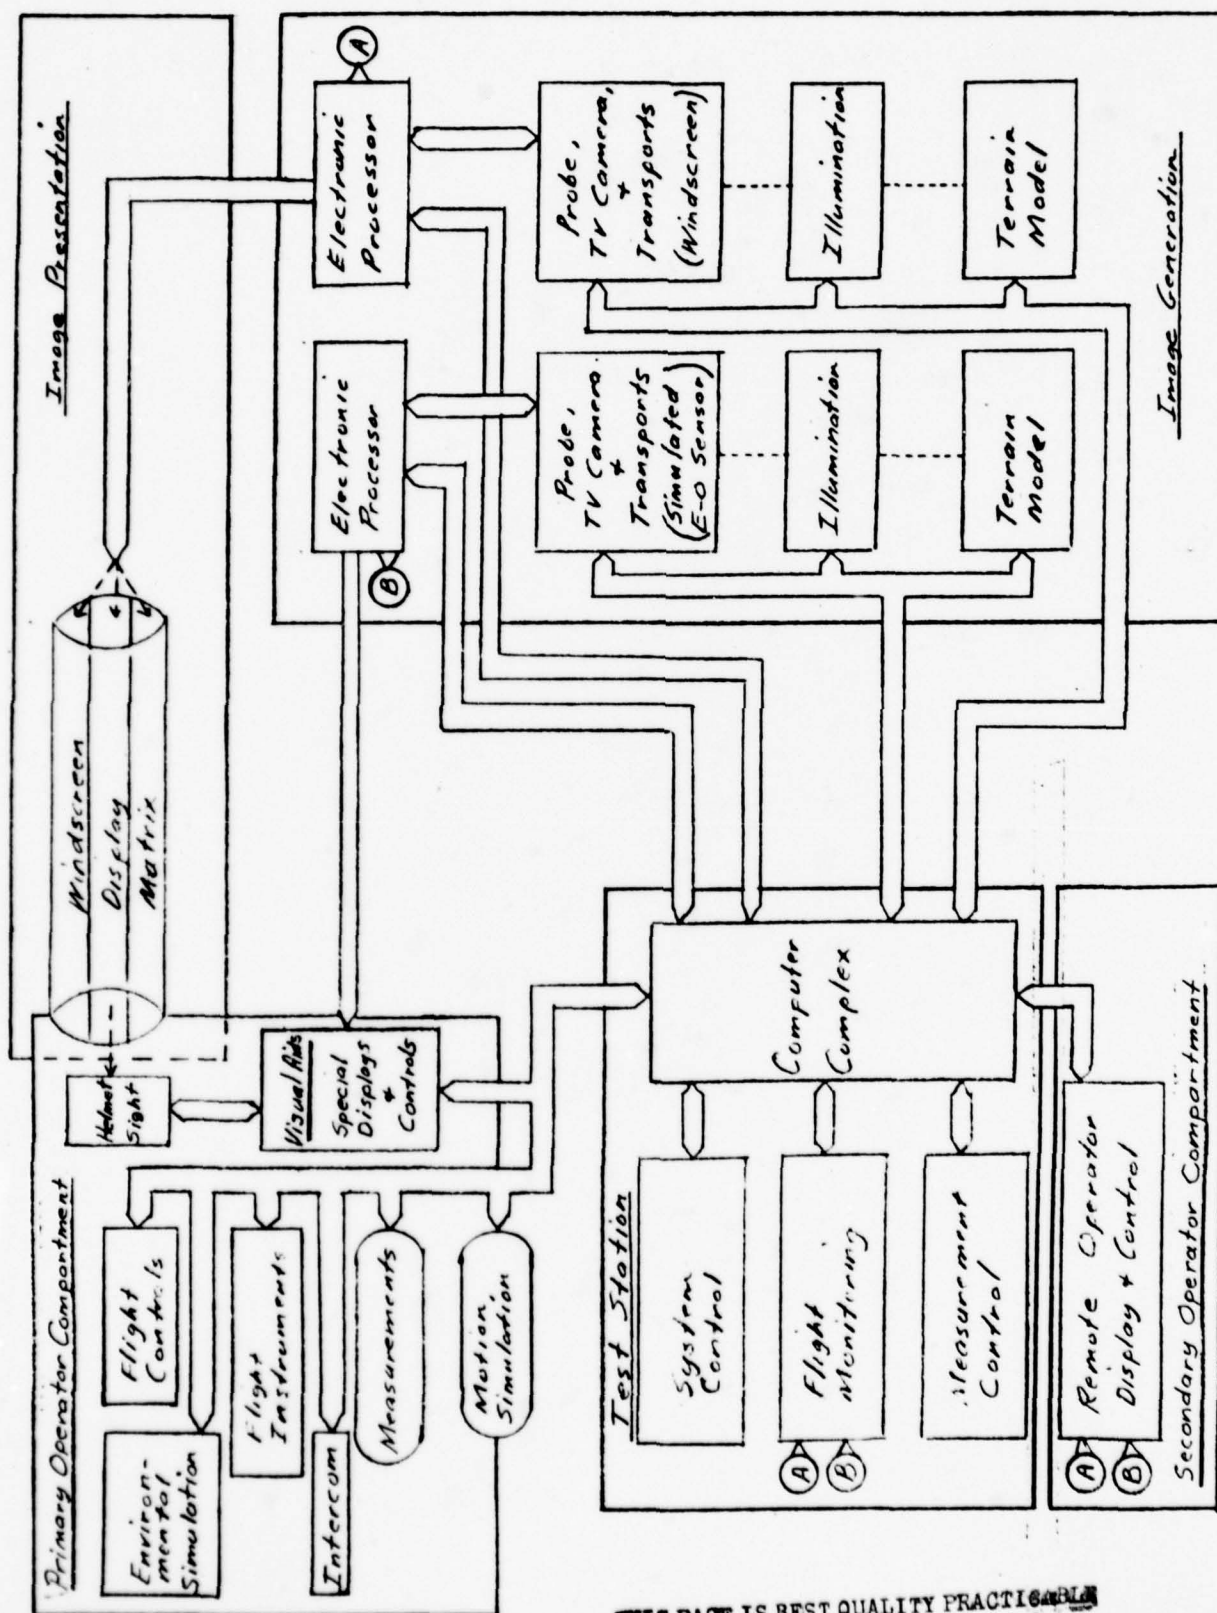 Primary Operator Compartment
Environ-
mental
Simulation
Flight
Controls
Flight
Instruments
Intercom
Measurements
Motion,
Simulation
Helmet
Sight
Visual Aids
Special
Displays
+
Controls
Windscreen
Display
Matrix
Image Presentation
Electronic
Processor
B
Electronic
Processor
A
Probe,
TV Camera
+
Transports
(Simulated
E-O Sensor)
Probe,
TV Camera,
+
Transports
(Windscreen)
Illumination
Illumination
Terrain
Model
Terrain
Model
Image Generation
Test Station
System
Control
A
B
Flight
Monitoring
Measurement
Control
Computer
Complex
A
B
Remote Operator
Display + Control
Secondary Operator Compartment
THIS PAGE IS BEST QUALITY PRACTICABLE